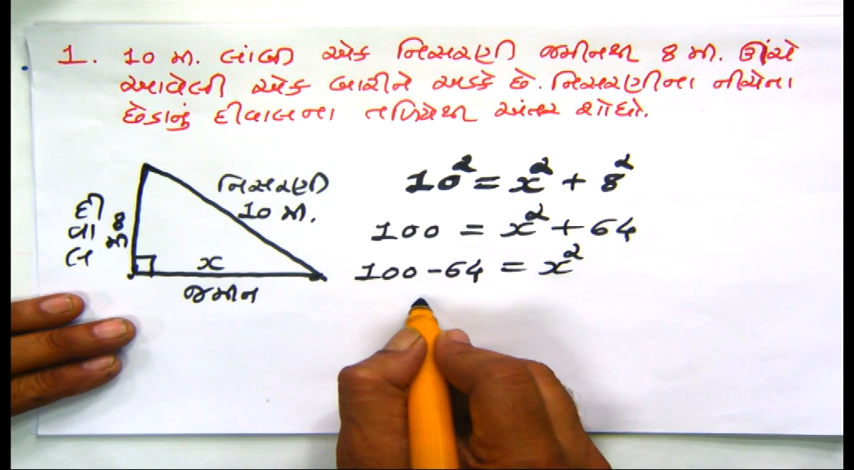 1. 10 મી. લાંબી એક નિસરણી જમીનથી 8 મી. ઊંચે
આવેલી એક બારીને અડકે છે. નિસરણીના નીચેના
છેડાનું દીવાલના તળિયેથી અંતર શોધો.
નિસરણી
10 મી.
દીવાલ
8 મી
x
જમીન
10² = x² + 8²
100 = x² + 64
100 - 64 = x²